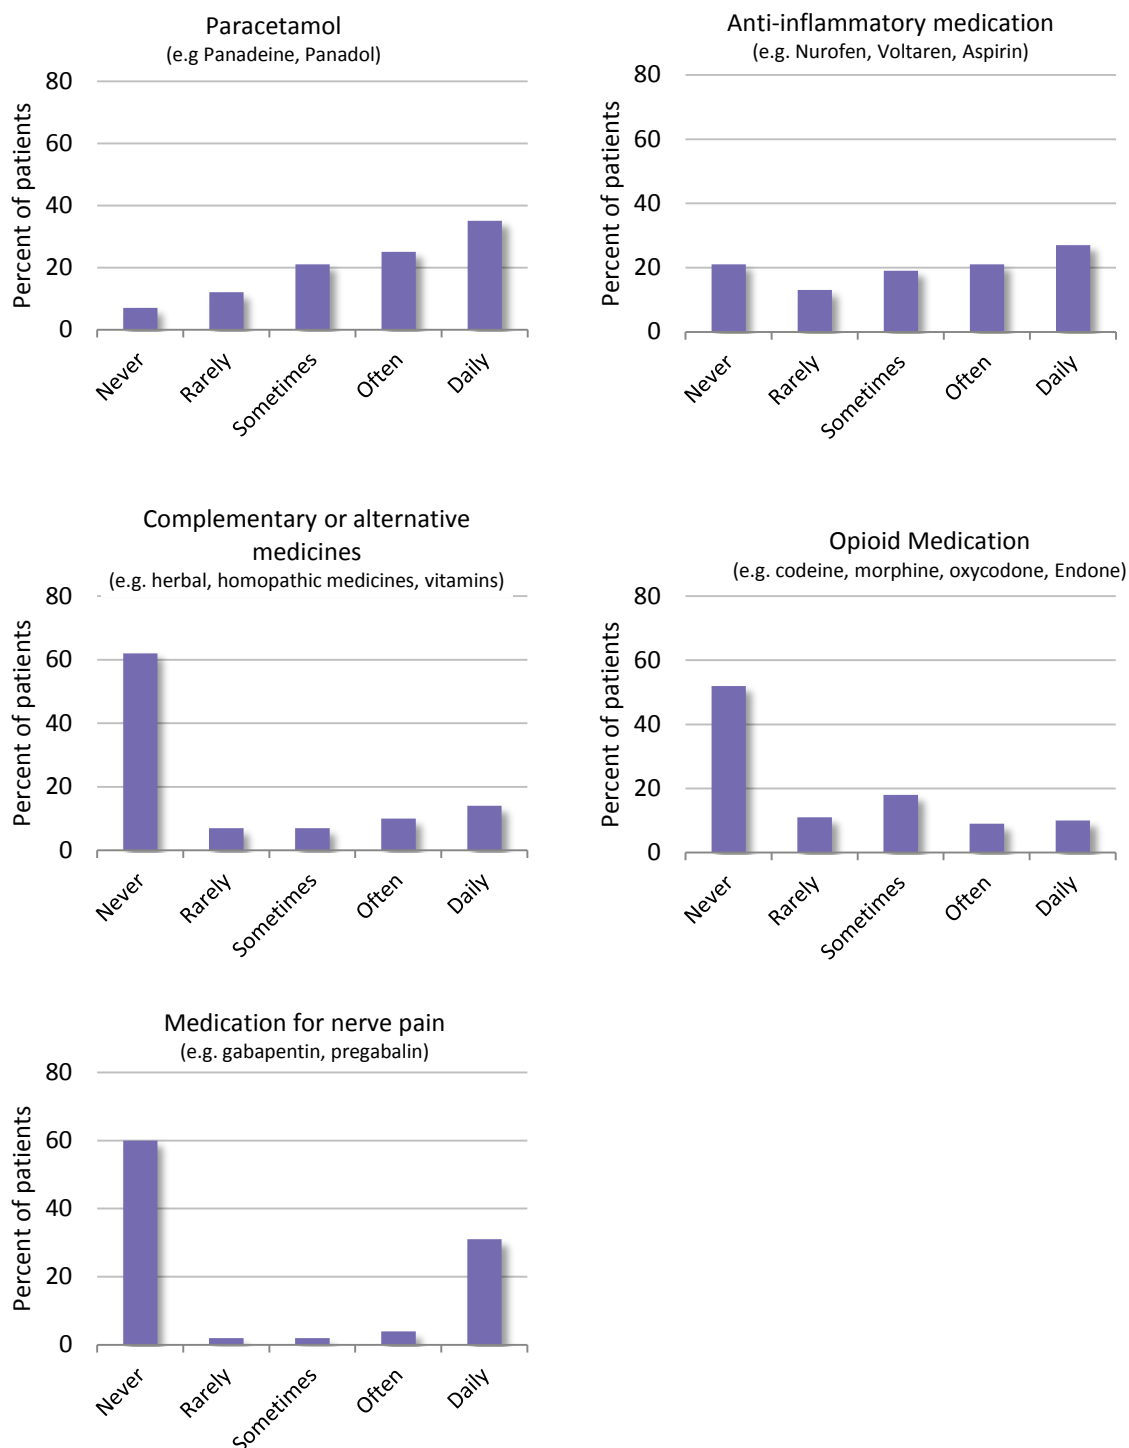 Paracetamol
(e.g Panadeine, Panadol)
Percent of patients
80
60
40
20
0
Never
Rarely
Sometimes
Often
Daily
Anti-inflammatory medication
(e.g. Nurofen, Voltaren, Aspirin)
Percent of patients
80
60
40
20
0
Never
Rarely
Sometimes
Often
Daily
Complementary or alternative
medicines
(e.g. herbal, homopathic medicines, vitamins)
Percent of patients
80
60
40
20
0
Never
Rarely
Sometimes
Often
Daily
Opioid Medication
(e.g. codeine, morphine, oxycodone, Endone)
Percent of patients
80
60
40
20
0
Never
Rarely
Sometimes
Often
Daily
Medication for nerve pain
(e.g. gabapentin, pregabalin)
Percent of patients
80
60
40
20
0
Never
Rarely
Sometimes
Often
Daily